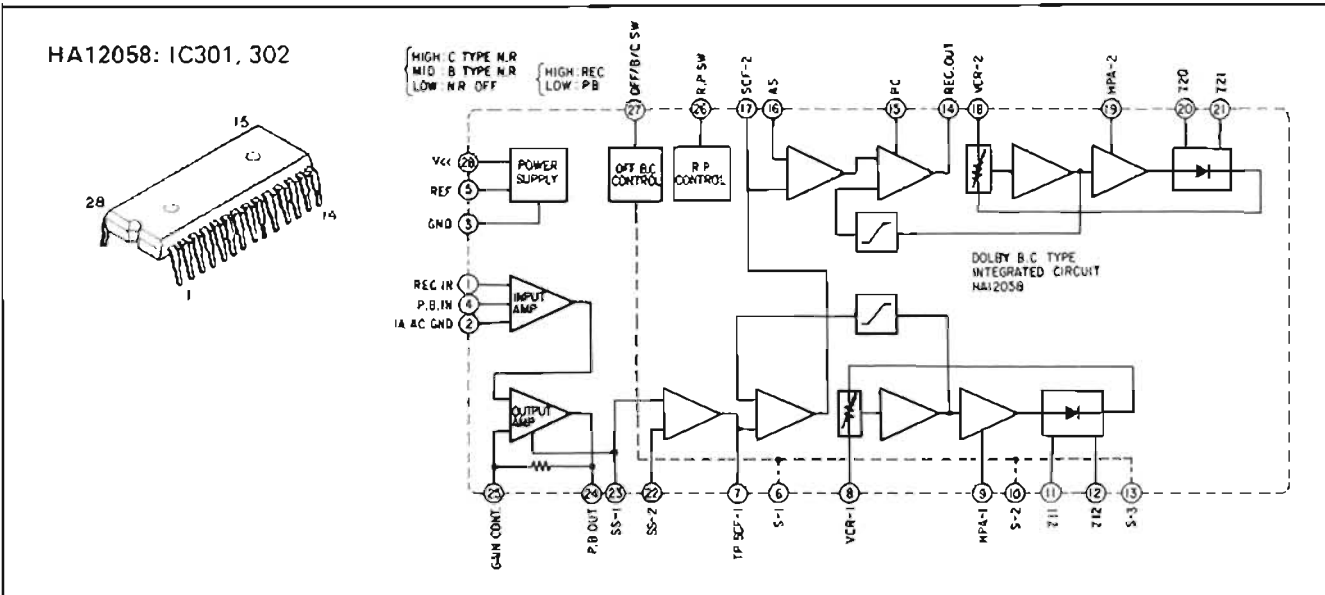 HA12058: IC301, 302
15
28
14
1
HIGH: C TYPE N.R
MID: B TYPE N.R
LOW: N.R OFF
HIGH: REC
LOW: PB
OFF/B/C SW
R.P SW
SCF-2
AS
PC
REC.OUT
VCR-2
HPA-2
T20
T21
27
26
17
16
15
14
18
19
20
21
Vcc 28
REF 5
GND 3
POWER
SUPPLY
OFF B.C
CONTROL
R.P
CONTROL
DOLBY B.C TYPE
INTEGRATED CIRCUIT
HA12058
REC IN 1
P.B.IN 4
IA AC GND 2
INPUT
AMP
OUTPUT
AMP
25
24
23
22
7
6
8
9
10
11
12
13
GAIN CONT.
P.B OUT
SS-1
SS-2
TP SCF-1
S-1
VCR-1
HPA-1
S-2
T11
T12
S-3